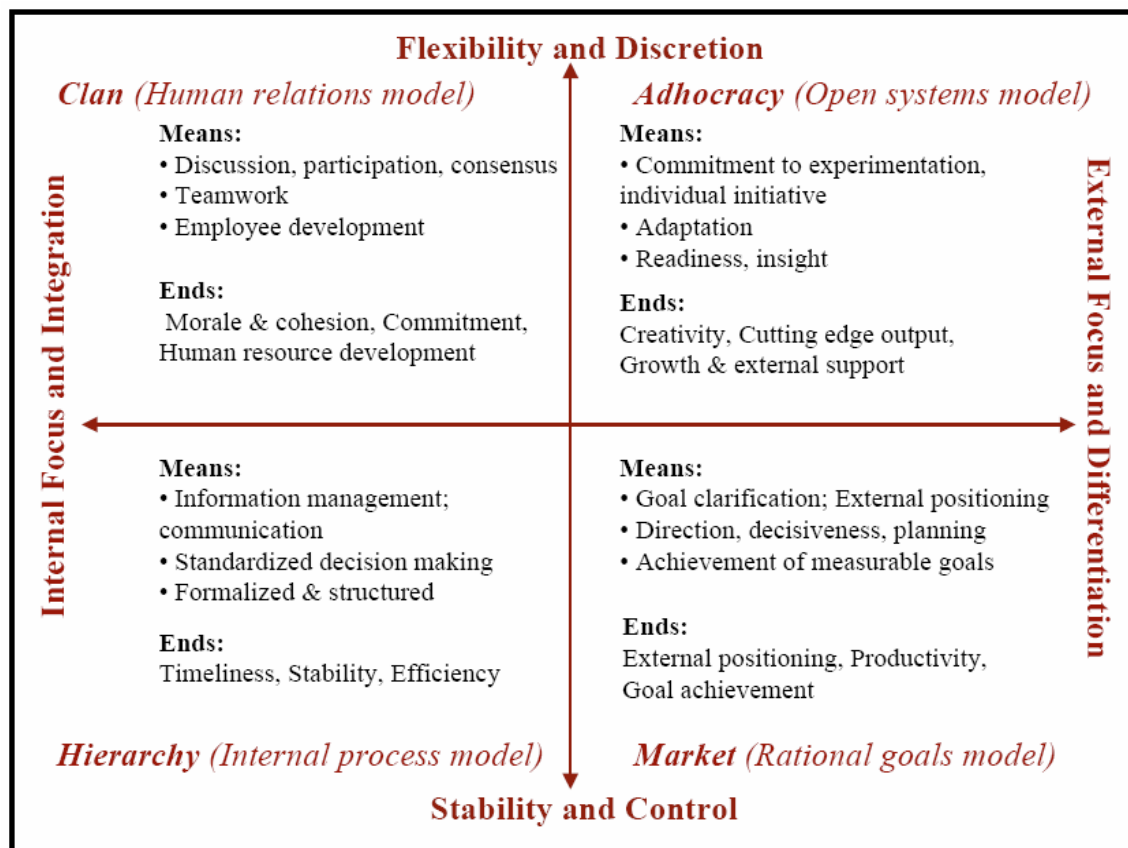 Flexibility and Discretion
Clan (Human relations model)
Means:
• Discussion, participation, consensus
• Teamwork
• Employee development
Ends:
Morale & cohesion, Commitment,
Human resource development
Adhocracy (Open systems model)
Means:
• Commitment to experimentation,
individual initiative
• Adaptation
• Readiness, insight
Ends:
Creativity, Cutting edge output,
Growth & external support
Internal Focus and Integration
External Focus and Differentiation
Means:
• Information management;
communication
• Standardized decision making
• Formalized & structured
Ends:
Timeliness, Stability, Efficiency
Hierarchy (Internal process model)
Means:
• Goal clarification; External positioning
• Direction, decisiveness, planning
• Achievement of measurable goals
Ends:
External positioning, Productivity,
Goal achievement
Market (Rational goals model)
Stability and Control